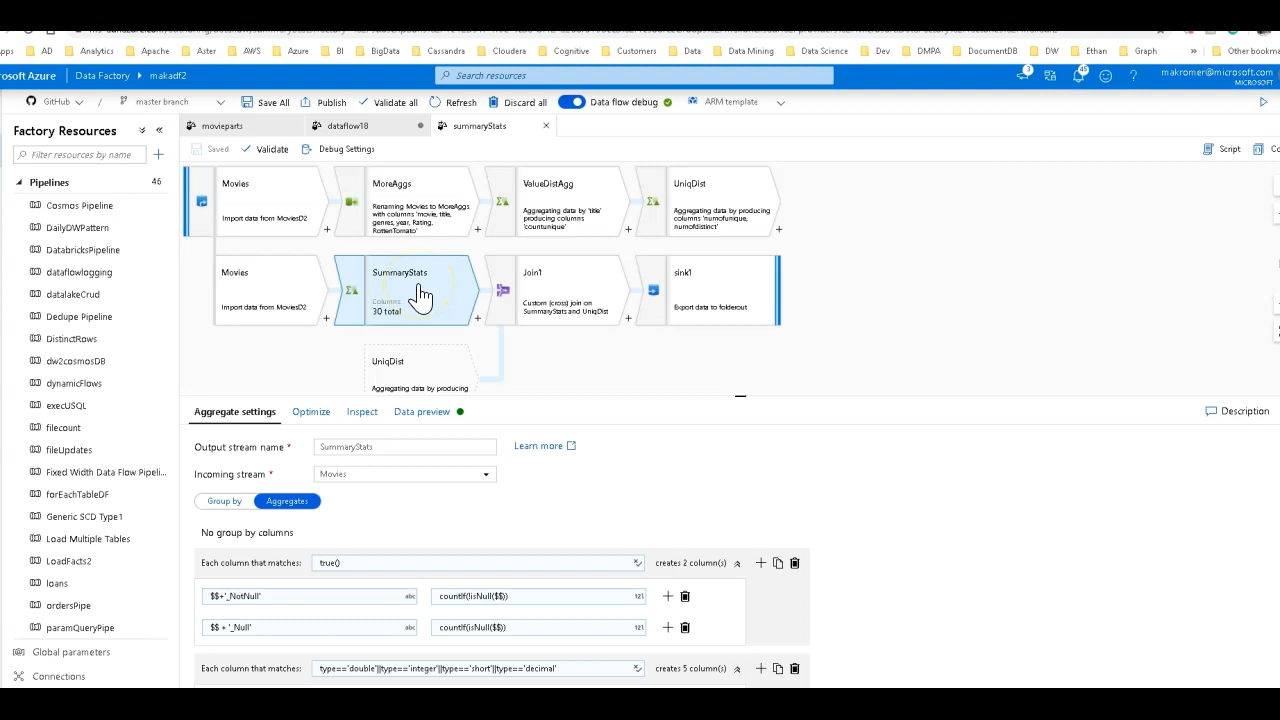 AD Analytics Apache Aster AWS Azure BI BigData Cassandra Cloudera Cognitive Customers Data Data Mining Data Science Dev DMPA DocumentDB DW Ethan Graph » Other bookma
osoft Azure Data Factory makadf2 Search resources 3 45 ? makromer@microsoft.com
MICROSOFT
GitHub / master branch Save All Publish Validate all Refresh Discard all Data flow debug ARM template
Factory Resources
movieparts dataflow18 summaryStats
Filter resources by name
Saved Validate Debug Settings Script Co
Pipelines 46
Cosmos Pipeline
DailyDWPattern
DatabricksPipeline
dataflowlogging
datalakeCrud
Dedupe Pipeline
DistinctRows
dw2cosmosDB
dynamicFlows
execUSQL
filecount
fileUpdates
Fixed Width Data Flow Pipeli...
forEachTableDF
Generic SCD Type1
Load Multiple Tables
LoadFacts2
loans
ordersPipe
paramQueryPipe
Global parameters
Connections
Movies
Import data from MoviesD2
+
MoreAggs
Renaming Movies to MoreAggs
with columns 'movie, title,
genres, year, Rating,
RottenTomato'
+
ValueDistAgg
Aggregating data by 'title'
producing columns
'countunique'
+
UniqDist
Aggregating data by producing
columns 'numofunique,
numofdistinct'
+
Movies
Import data from MoviesD2
+
SummaryStats
Columns:
30 total
+
Join1
Custom (cross) join on
SummaryStats and UniqDist
+
sink1
Export data to folderout
UniqDist
Aggregating data by producing
Aggregate settings Optimize Inspect Data preview Description
Output stream name * SummaryStats Learn more
Incoming stream * Movies
Group by Aggregates
No group by columns
Each column that matches: true() creates 2 column(s)
$$+'_NotNull' abc countIf(!isNull($$)) 12l
$$ + '_Null' abc countIf(isNull($$)) 12l
Each column that matches: type=='double'||type=='integer'||type=='short'||type=='decimal' creates 5 column(s)